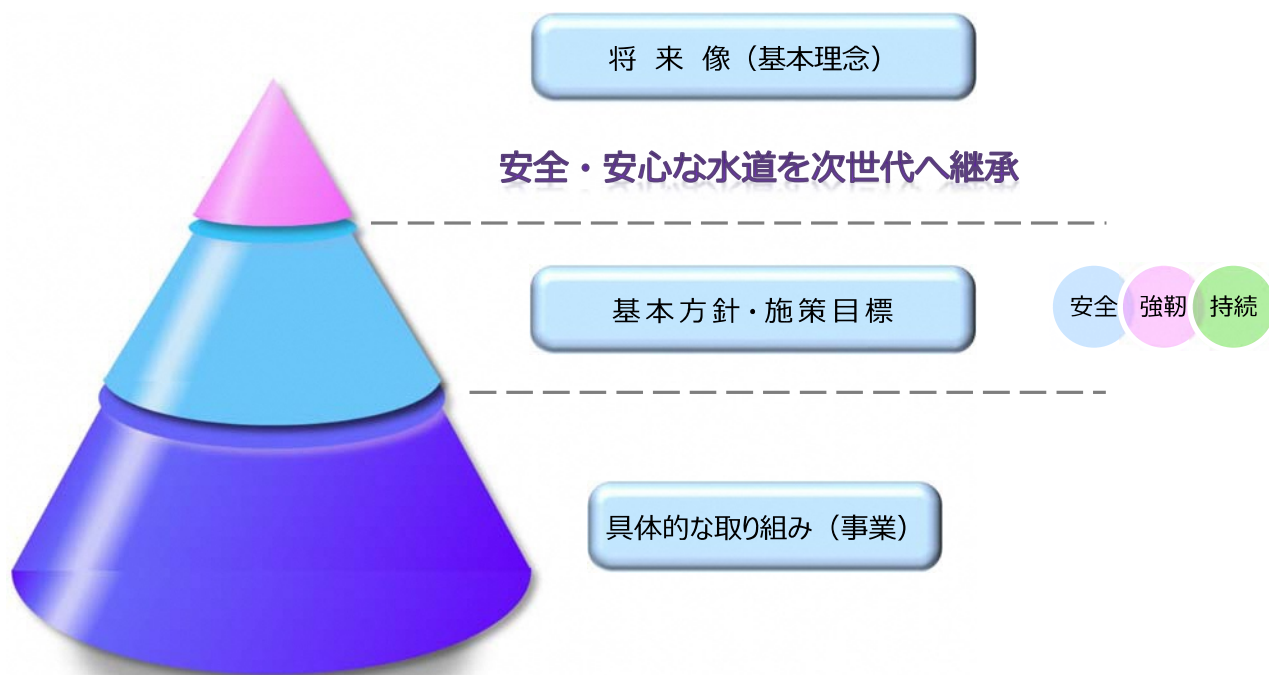 将来像（基本理念）
安全・安心な水道を次世代へ継承
基本方針・施策目標
安全 強靭 持続
具体的な取り組み（事業）